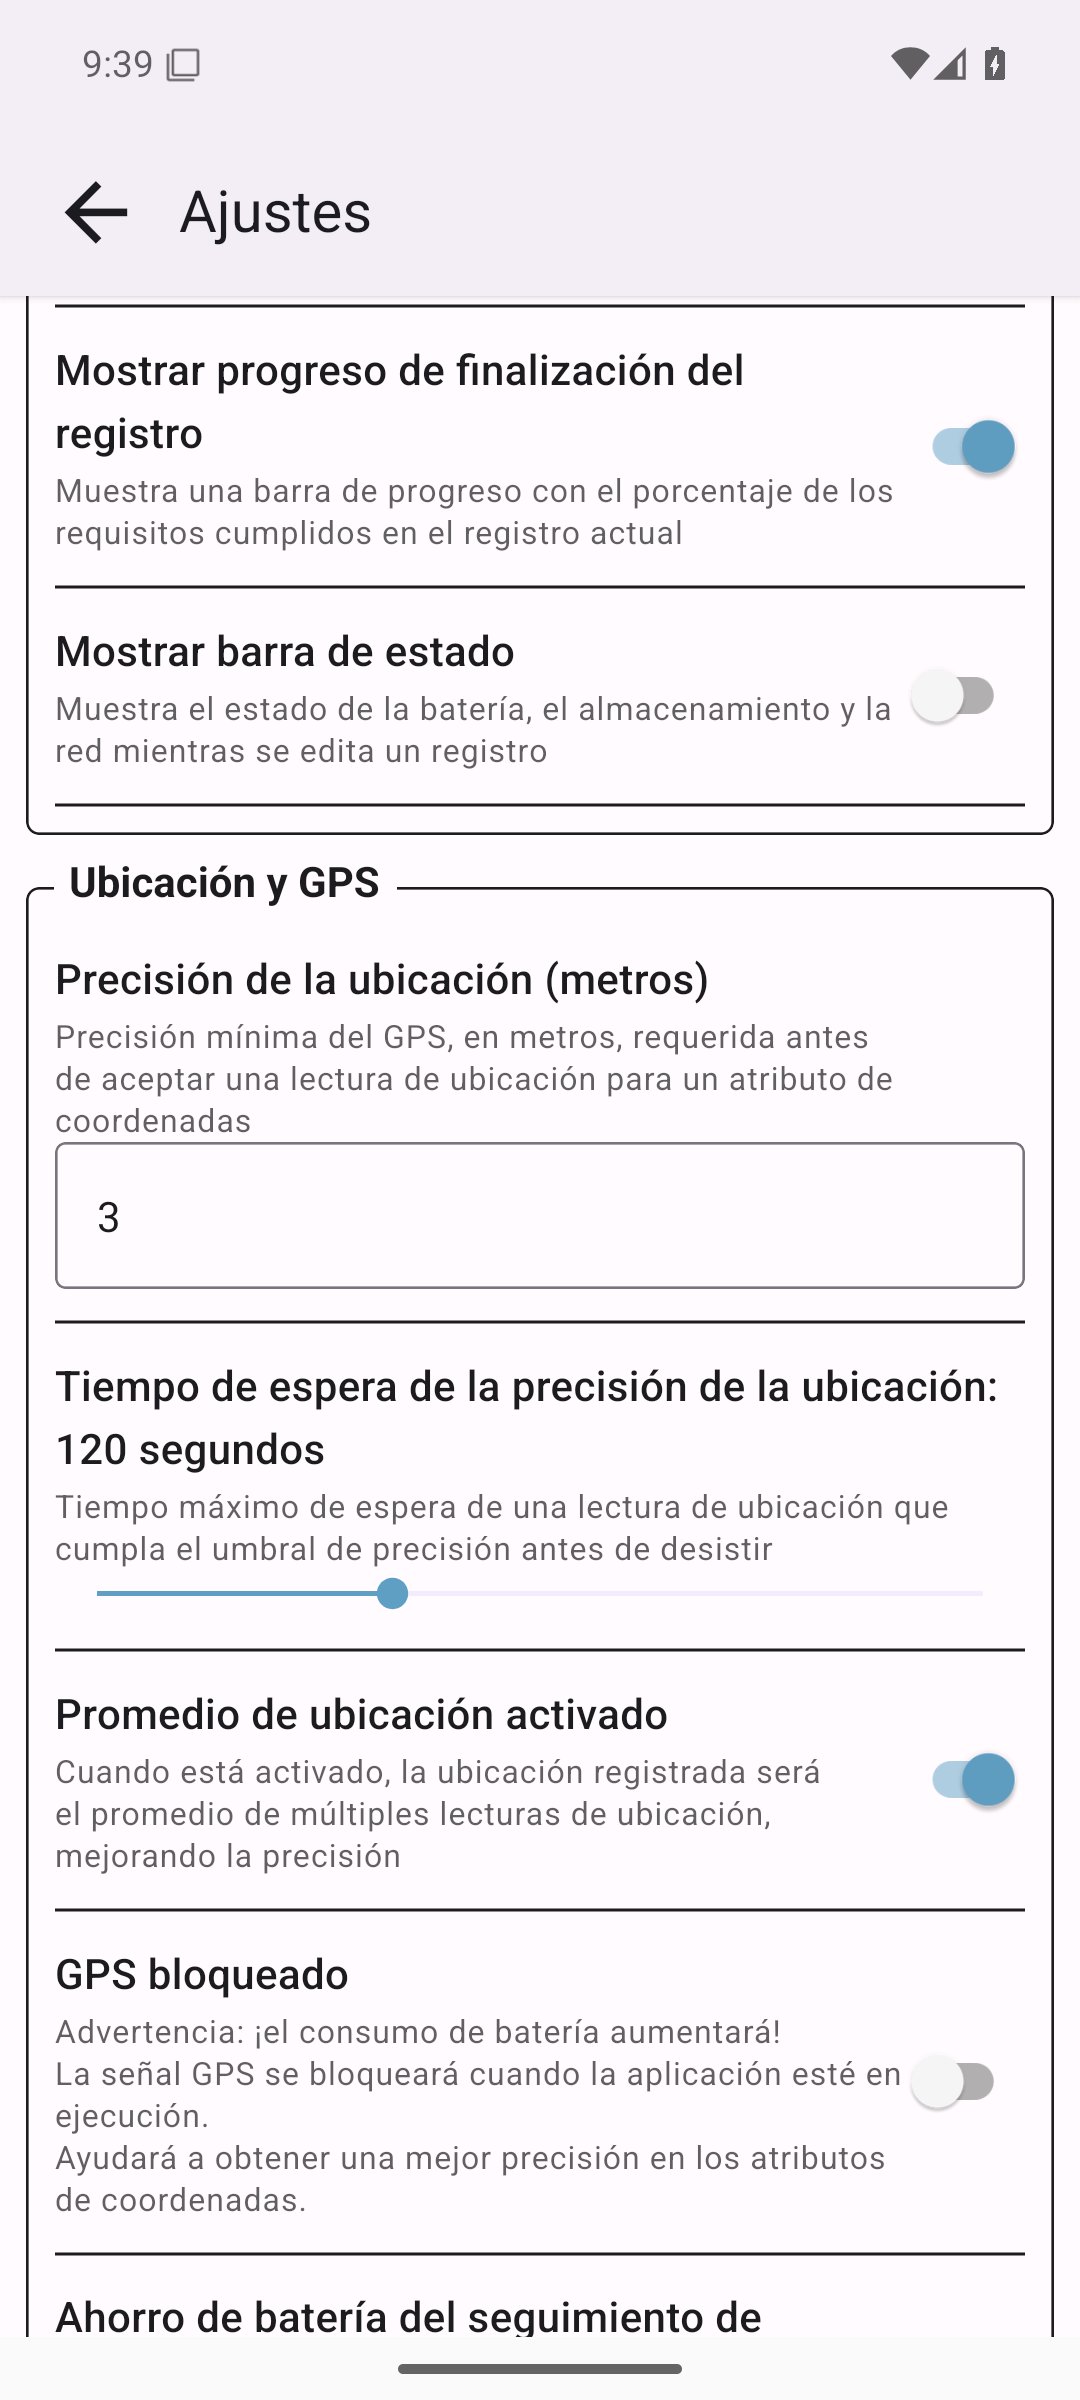 9:39
Ajustes
Mostrar progreso de finalización del
registro
Muestra una barra de progreso con el porcentaje de los
requisitos cumplidos en el registro actual
Mostrar barra de estado
Muestra el estado de la batería, el almacenamiento y la
red mientras se edita un registro
Ubicación y GPS
Precisión de la ubicación (metros)
Precisión mínima del GPS, en metros, requerida antes
de aceptar una lectura de ubicación para un atributo de
coordenadas
3
Tiempo de espera de la precisión de la ubicación:
120 segundos
Tiempo máximo de espera de una lectura de ubicación que
cumpla el umbral de precisión antes de desistir
Promedio de ubicación activado
Cuando está activado, la ubicación registrada será
el promedio de múltiples lecturas de ubicación,
mejorando la precisión
GPS bloqueado
Advertencia: ¡el consumo de batería aumentará!
La señal GPS se bloqueará cuando la aplicación esté en
ejecución.
Ayudará a obtener una mejor precisión en los atributos
de coordenadas.
Ahorro de batería del seguimiento de